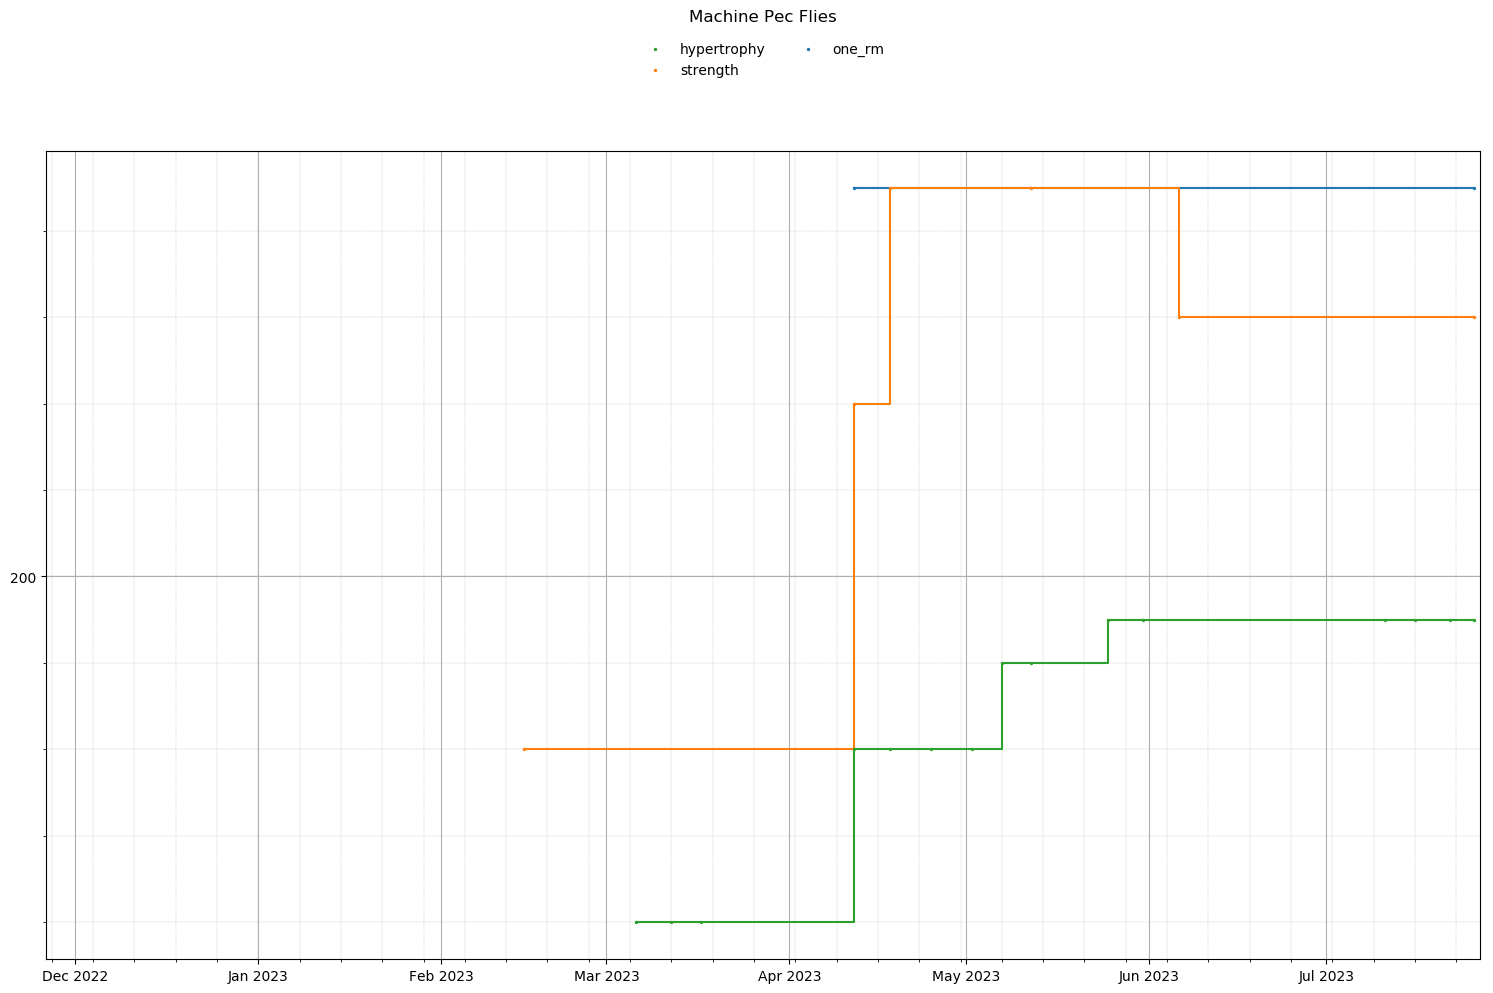 Machine Pec Flies
hypertrophy one_rm
strength
200
Dec 2022 Jan 2023 Feb 2023 Mar 2023 Apr 2023 May 2023 Jun 2023 Jul 2023